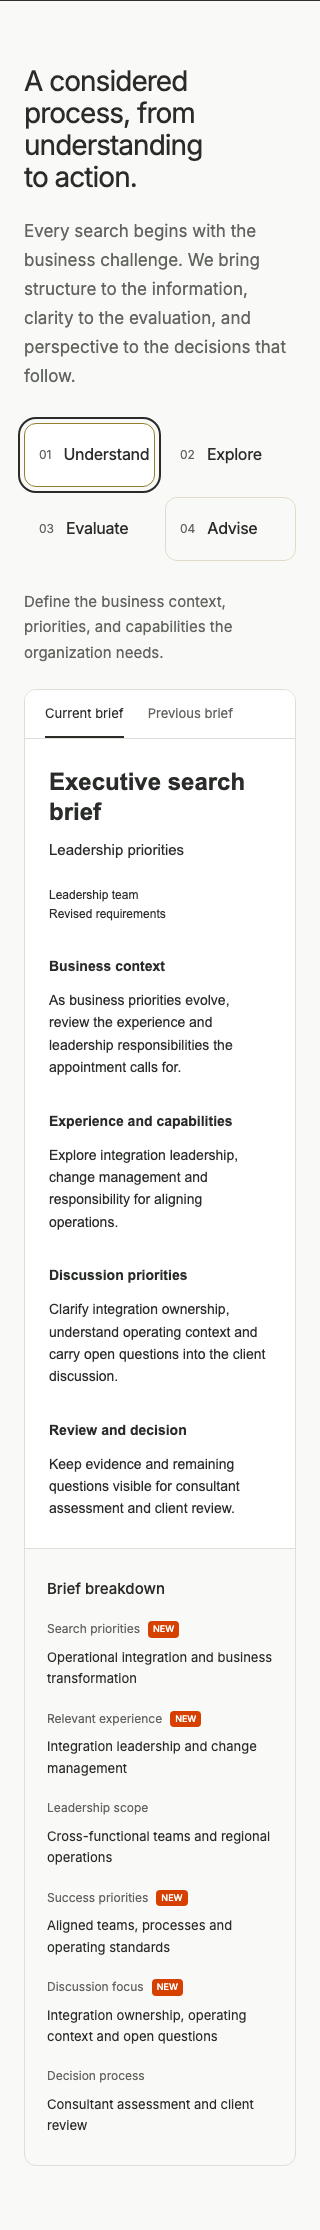 A considered
process, from
understanding
to action.
Every search begins with the
business challenge. We bring
structure to the information,
clarity to the evaluation, and
perspective to the decisions that
follow.
01 Understand
02 Explore
03 Evaluate
04 Advise
Define the business context,
priorities, and capabilities the
organization needs.
Current brief
Previous brief
Executive search
brief
Leadership priorities
Leadership team
Revised requirements
Business context
As business priorities evolve,
review the experience and
leadership responsibilities the
appointment calls for.
Experience and capabilities
Explore integration leadership,
change management and
responsibility for aligning
operations.
Discussion priorities
Clarify integration ownership,
understand operating context and
carry open questions into the client
discussion.
Review and decision
Keep evidence and remaining
questions visible for consultant
assessment and client review.
Brief breakdown
Search priorities NEW
Operational integration and business
transformation
Relevant experience NEW
Integration leadership and change
management
Leadership scope
Cross-functional teams and regional
operations
Success priorities NEW
Aligned teams, processes and
operating standards
Discussion focus NEW
Integration ownership, operating
context and open questions
Decision process
Consultant assessment and client
review